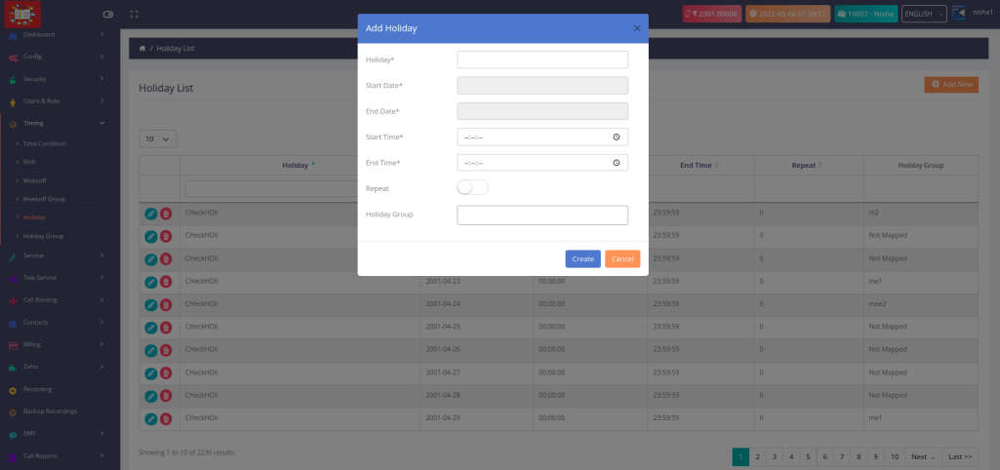 ₹ 2301.00000 2022-05-06 07:59:17 10007 - Nisha ENGLISH nisha1
Dashboard
Config
Security
Users & Role
Timing
Time Condition
Shift
Weekoff
Weekoff Group
Holiday
Holiday Group
Service
Tele Service
Call Routing
Contacts
Billing
Zoho
Recording
Backup Recordings
SMS
Call Reports
/ Holiday List
Holiday List
Add New
10
Holiday End Time Repeat Holiday Group
CHeckHOli 23:59:59 0 m2
CHeckHOli 23:59:59 0 Not Mapped
CHeckHOli 23:59:59 0 Not Mapped
CHeckHOli 2001-04-23 00:00:00 23:59:59 0 me1
CHeckHOli 2001-04-24 00:00:00 23:59:59 0 mee2
CHeckHOli 2001-04-25 00:00:00 23:59:59 0 Not Mapped
CHeckHOli 2001-04-26 00:00:00 23:59:59 0 Not Mapped
CHeckHOli 2001-04-27 00:00:00 23:59:59 0 Not Mapped
CHeckHOli 2001-04-28 00:00:00 23:59:59 0 Not Mapped
CHeckHOli 2001-04-29 00:00:00 23:59:59 0 me1
Showing 1 to 10 of 2236 results.
1 2 3 4 5 6 7 8 9 10 Next → Last >>
Add Holiday ×
Holiday*
Start Date*
End Date*
Start Time* --:--:--
End Time* --:--:--
Repeat
Holiday Group
Create Cancel